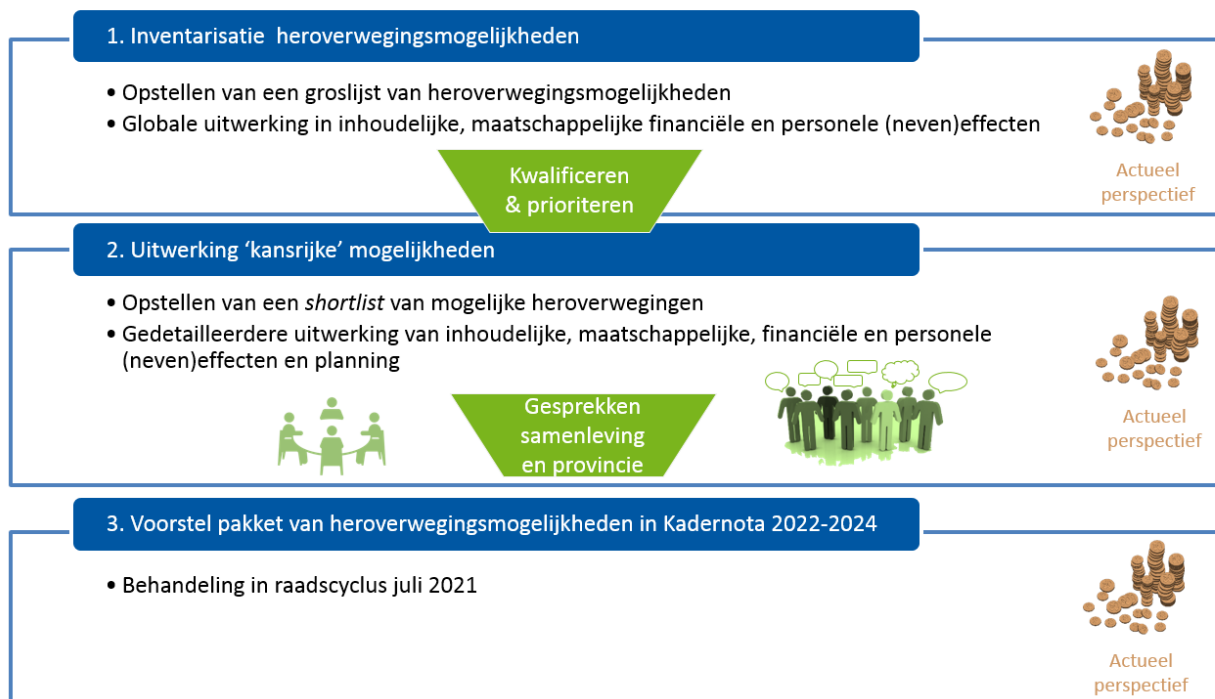 1. Inventarisatie heroverwegingsmogelijkheden
• Opstellen van een groslijst van heroverwegingsmogelijkheden
• Globale uitwerking in inhoudelijke, maatschappelijke financiële en personele (neven)effecten
Kwalificeren
& prioriteren
Actueel
perspectief
2. Uitwerking ‘kansrijke’ mogelijkheden
• Opstellen van een shortlist van mogelijke heroverwegingen
• Gedetailleerdere uitwerking van inhoudelijke, maatschappelijke, financiële en personele
(neven)effecten en planning
Gesprekken
samenleving
en provincie
Actueel
perspectief
3. Voorstel pakket van heroverwegingsmogelijkheden in Kadernota 2022-2024
• Behandeling in raadscyclus juli 2021
Actueel
perspectief